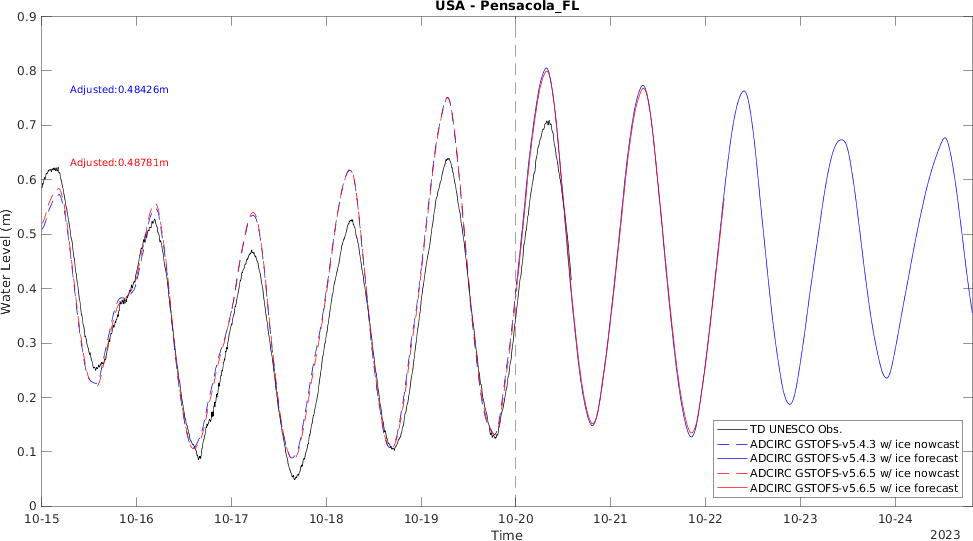 USA - Pensacola_FL
0.9
0.8
0.7
0.6
0.5
0.4
0.3
0.2
0.1
0
Water Level (m)
Adjusted:0.48426m
Adjusted:0.48781m
TD UNESCO Obs.
ADCIRC GSTOFS-v5.4.3 w/ ice nowcast
ADCIRC GSTOFS-v5.4.3 w/ ice forecast
ADCIRC GSTOFS-v5.6.5 w/ ice nowcast
ADCIRC GSTOFS-v5.6.5 w/ ice forecast
10-15 10-16 10-17 10-18 10-19 10-20 10-21 10-22 10-23 10-24
Time
2023